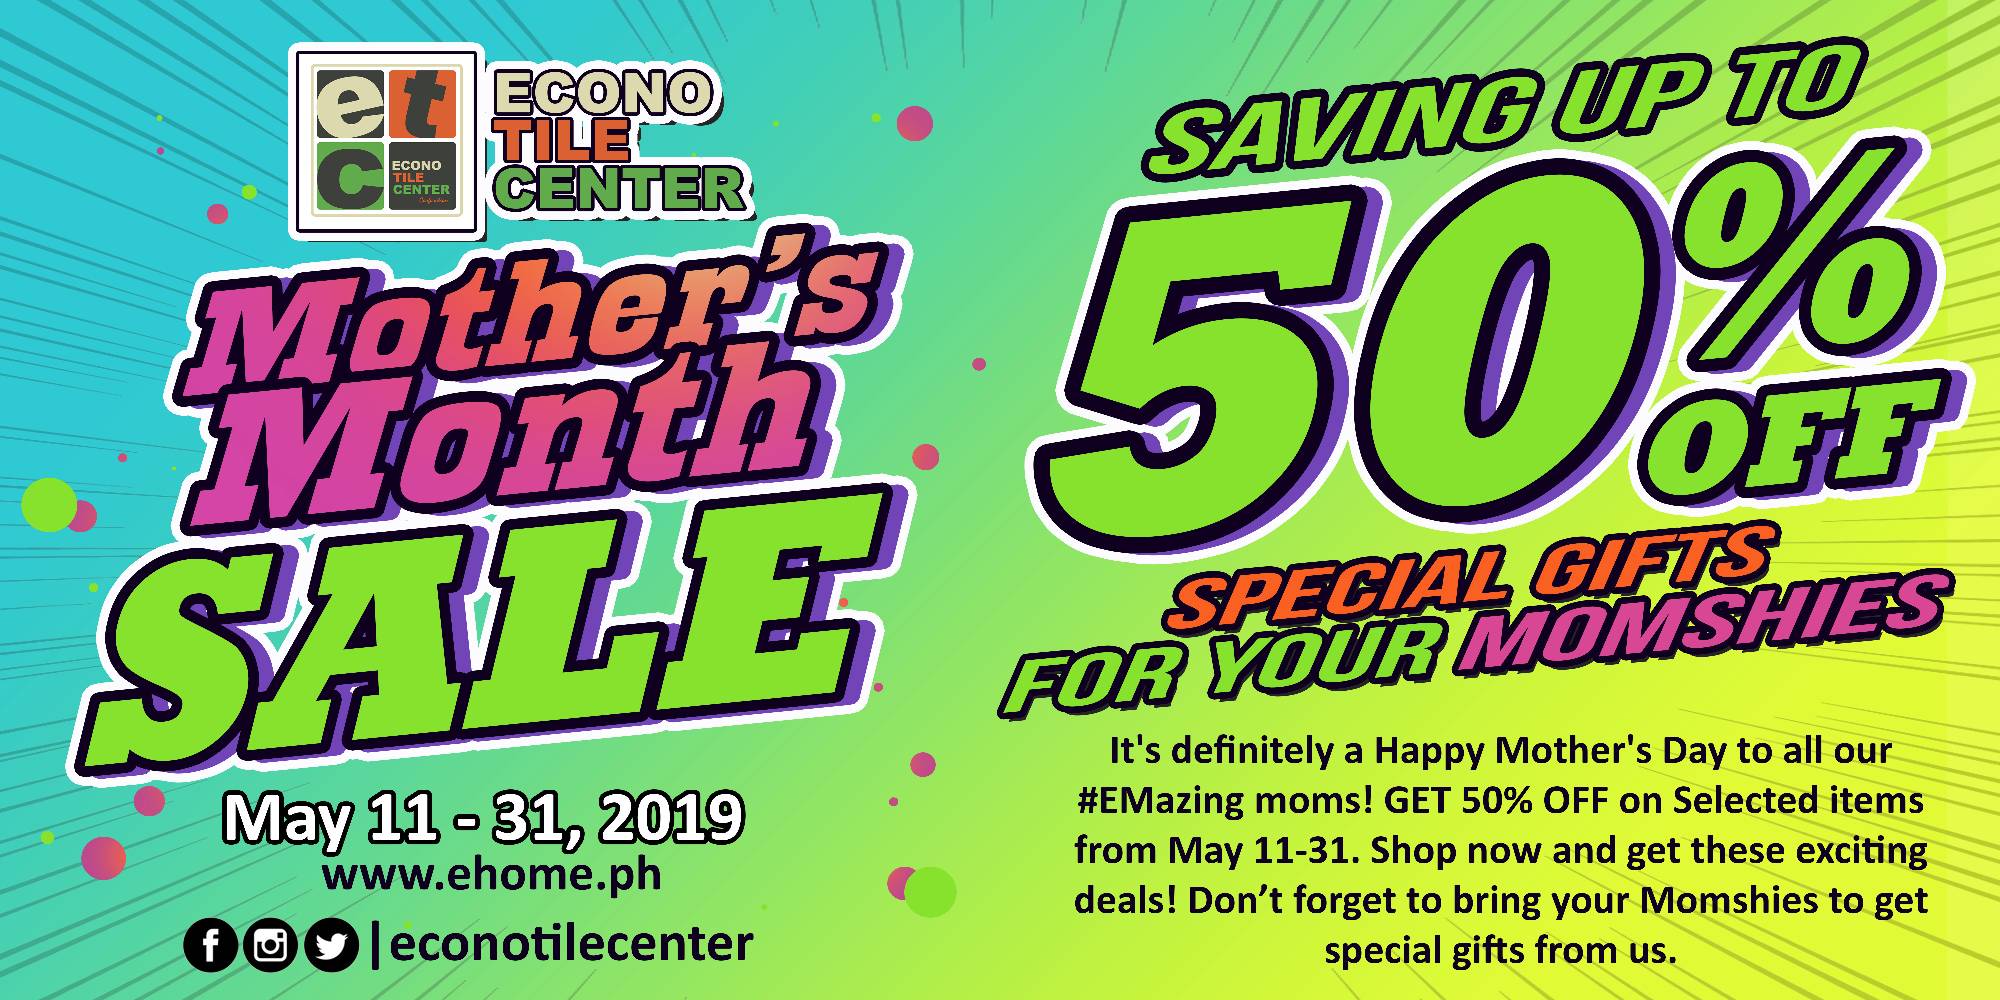 etc
ECONO
TILE
CENTER
ECONO
TILE
CENTER
Mother's
Month
SALE
May 11 - 31, 2019
www.ehome.ph
|econotilecenter
SAVING UP TO
50%
OFF
SPECIAL GIFTS
FOR YOUR MOMSHIES
It's definitely a Happy Mother's Day to all our
#EMazing moms! GET 50% OFF on Selected items
from May 11-31. Shop now and get these exciting
deals! Don’t forget to bring your Momshies to get
special gifts from us.